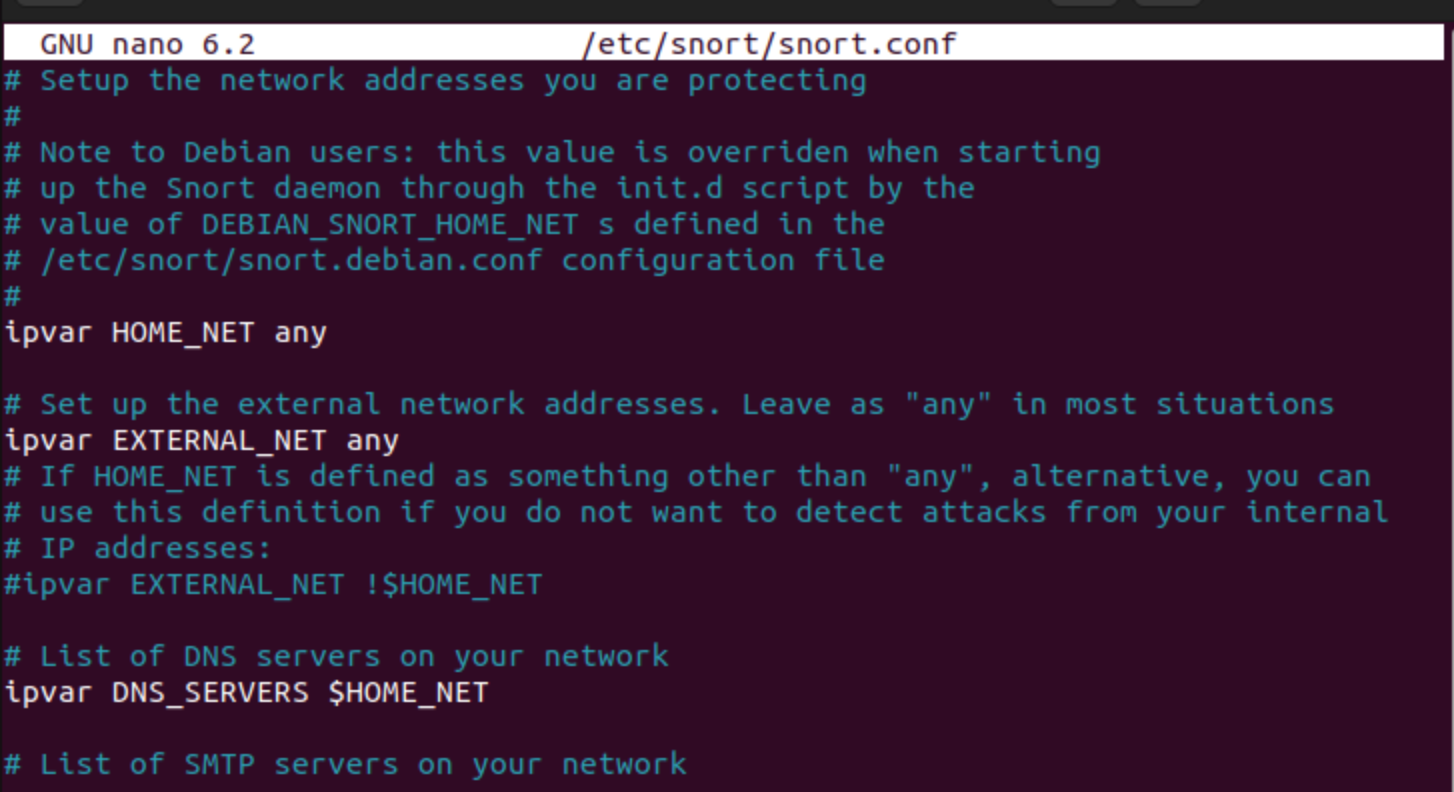 GNU nano 6.2 /etc/snort/snort.conf
# Setup the network addresses you are protecting
#
# Note to Debian users: this value is overriden when starting
# up the Snort daemon through the init.d script by the
# value of DEBIAN_SNORT_HOME_NET s defined in the
# /etc/snort/snort.debian.conf configuration file
#
ipvar HOME_NET any
# Set up the external network addresses. Leave as "any" in most situations
ipvar EXTERNAL_NET any
# If HOME_NET is defined as something other than "any", alternative, you can
# use this definition if you do not want to detect attacks from your internal
# IP addresses:
#ipvar EXTERNAL_NET !$HOME_NET
# List of DNS servers on your network
ipvar DNS_SERVERS $HOME_NET
# List of SMTP servers on your network